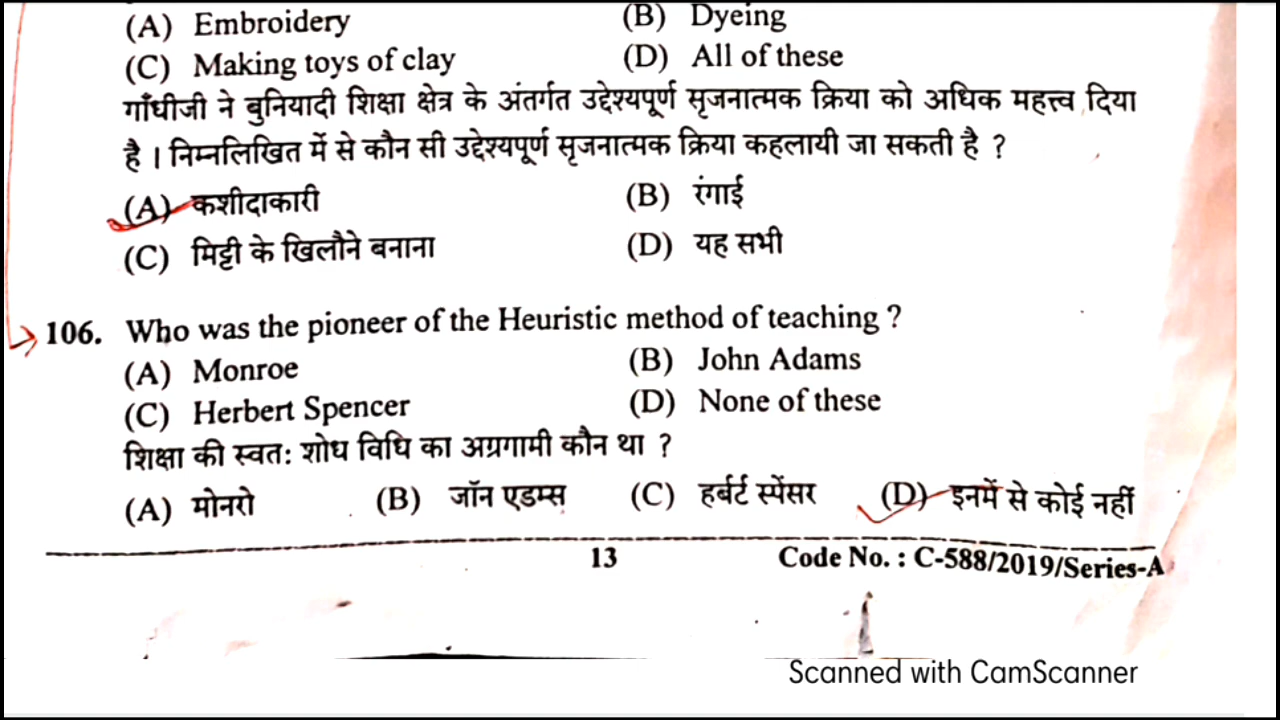 (A) Embroidery (B) Dyeing
(C) Making toys of clay (D) All of these
गाँधीजी ने बुनियादी शिक्षा क्षेत्र के अंतर्गत उद्देश्यपूर्ण सृजनात्मक क्रिया को अधिक महत्त्व दिया
है । निम्नलिखित में से कौन सी उद्देश्यपूर्ण सृजनात्मक क्रिया कहलायी जा सकती है ?
(A) कशीदाकारी (B) रंगाई
(C) मिट्टी के खिलौने बनाना (D) यह सभी
106. Who was the pioneer of the Heuristic method of teaching ?
(A) Monroe (B) John Adams
(C) Herbert Spencer (D) None of these
शिक्षा की स्वतः शोध विधि का अग्रगामी कौन था ?
(A) मोनरो (B) जॉन एडम्स (C) हर्बर्ट स्पेंसर (D) इनमें से कोई नहीं
13 Code No. : C-588/2019/Series-A
Scanned with CamScanner